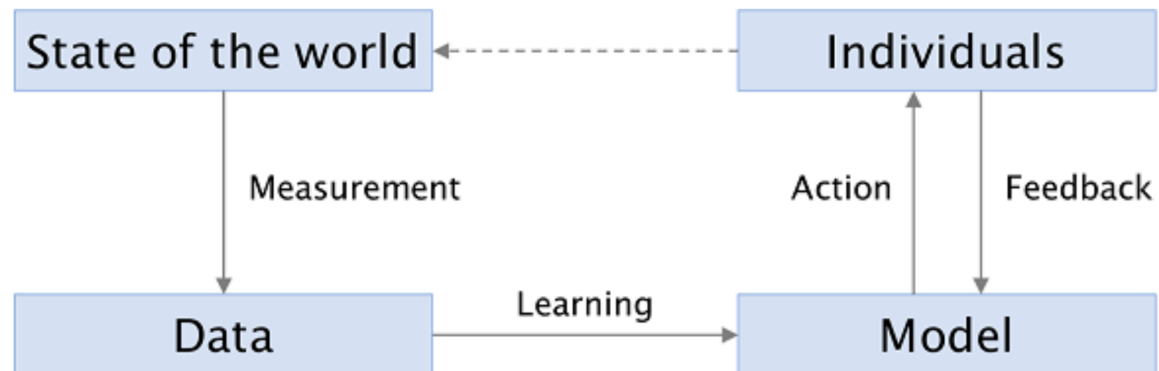 State of the world
Individuals
Measurement
Action
Feedback
Learning
Data
Model